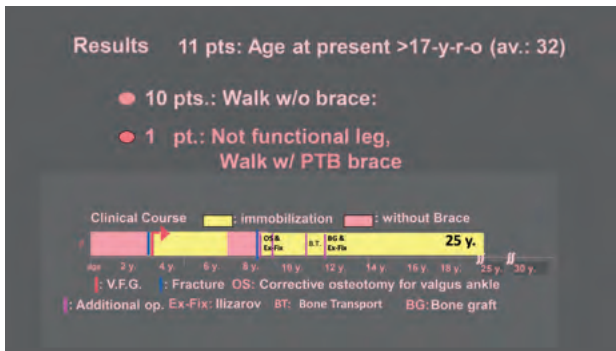 Results 11 pts: Age at present >17-y-r-o (av.: 32)
10 pts.: Walk w/o brace:
1 pt.: Not functional leg,
Walk w/ PTB brace
Clinical Course : immobilization : without Brace
OS & Ex-Fix B.T. BG & Ex-Fix 25 y.
Age 2 y. 4 y. 6 y. 8 y. 10 y. 12 y. 14 y. 16 y. 18 y. 25 y. 30 y.
: V.F.G. : Fracture OS: Corrective osteotomy for valgus ankle
: Additional op. Ex-Fix: Ilizarov BT: Bone Transport BG: Bone graft